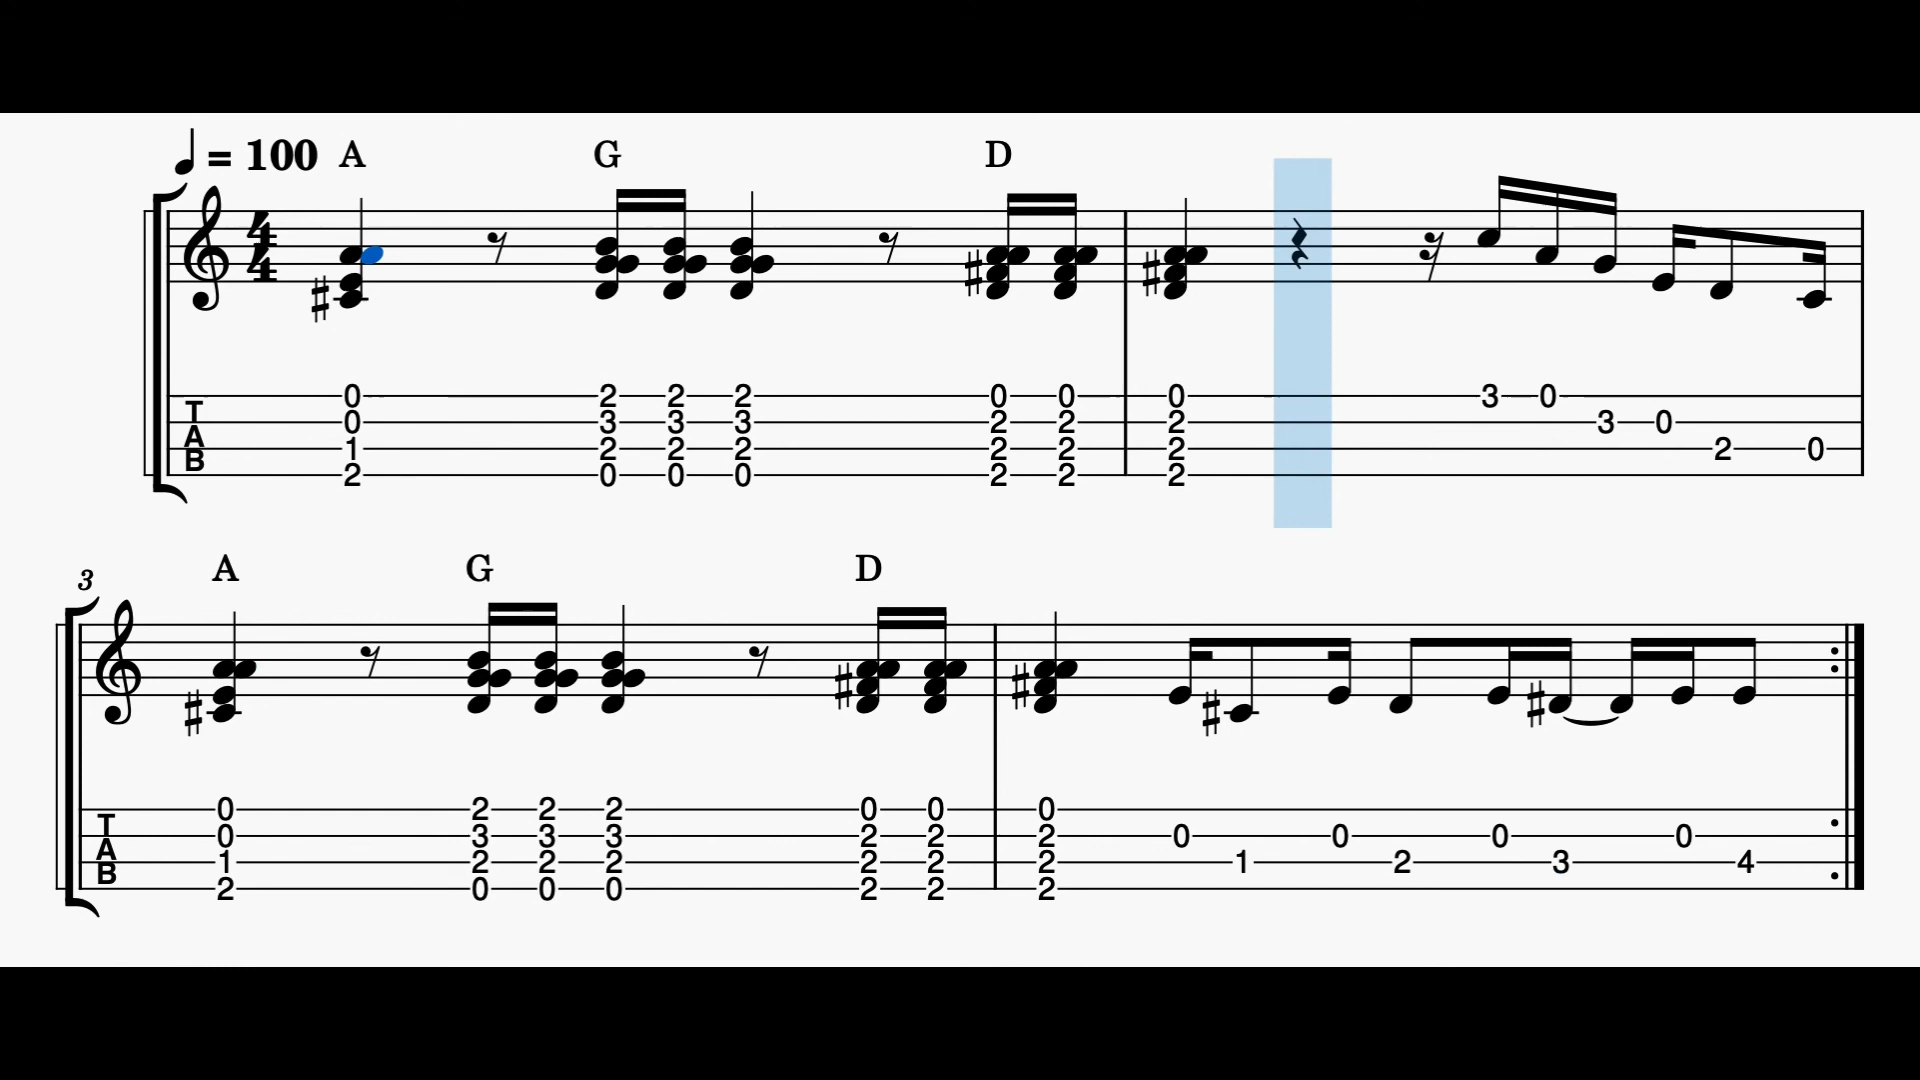 ♩ = 100 A G D
4
4
0 2 2 2 0 0 0 3 0
T 0 3 3 3 2 2 2 3 0
A 1 2 2 2 2 2 2 2 0
B 2 0 0 0 2 2 2
3 A G D
0 2 2 2 0 0 0
T 0 3 3 3 2 2 2 0 0 0 0
A 1 2 2 2 2 2 2 1 2 3 4
B 2 0 0 0 2 2 2